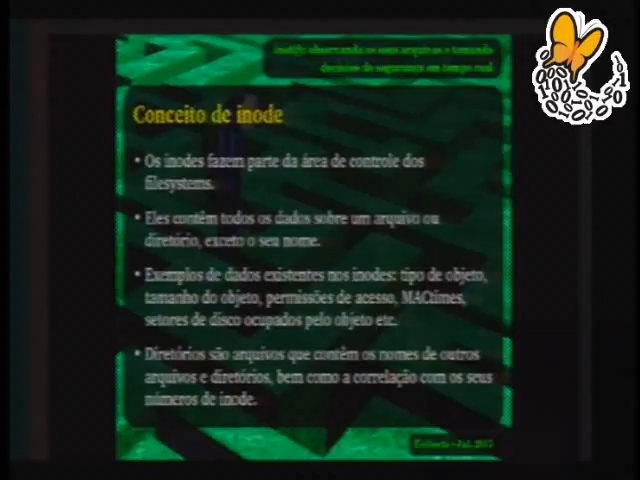 inotify: observando os seus arquivos e tomando
decisões de segurança em tempo real
Conceito de inode
• Os inodes fazem parte da área de controle dos
filesystems.
• Eles contêm todos os dados sobre um arquivo ou
diretório, exceto o seu nome.
• Exemplos de dados existentes nos inodes: tipo de objeto,
tamanho do objeto, permissões de acesso, MACtimes,
setores de disco ocupados pelo objeto etc.
• Diretórios são arquivos que contêm os nomes de outros
arquivos e diretórios, bem como a correlação com os seus
números de inode.